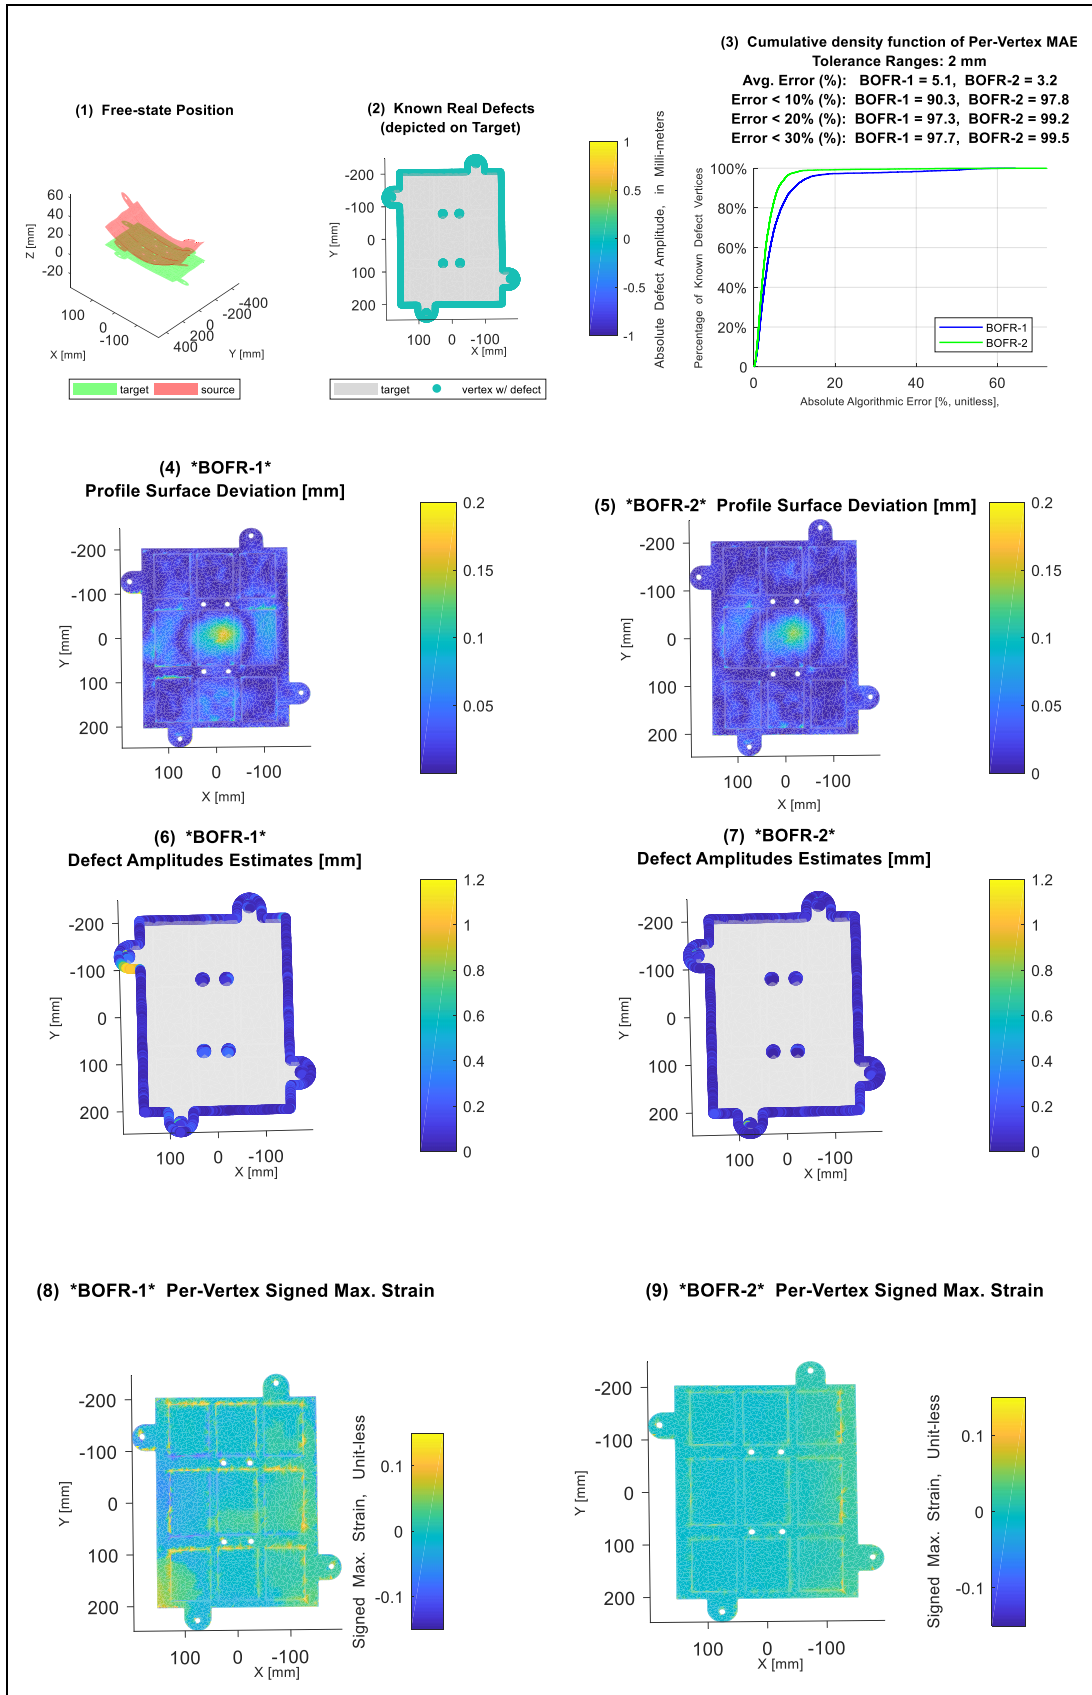 (1) Free-state Position
60
40
20
0
-20
Z [mm]
100
0
-100
X [mm]
-400
-200
0
200
400
Y [mm]
target
source
(2) Known Real Defects
(depicted on Target)
-200
-100
0
100
200
Y [mm]
100
0
-100
X [mm]
target
vertex w/ defect
1
0.5
0
-0.5
-1
Absolute Defect Amplitude, in Milli-meters
(3) Cumulative density function of Per-Vertex MAE
Tolerance Ranges: 2 mm
Avg. Error (%): BOFR-1 = 5.1, BOFR-2 = 3.2
Error < 10% (%): BOFR-1 = 90.3, BOFR-2 = 97.8
Error < 20% (%): BOFR-1 = 97.3, BOFR-2 = 99.2
Error < 30% (%): BOFR-1 = 97.7, BOFR-2 = 99.5
100%
80%
60%
40%
20%
0
Percentage of Known Defect Vertices
BOFR-1
BOFR-2
0
20
40
60
Absolute Algorithmic Error [%, unitless],
(4) *BOFR-1*
Profile Surface Deviation [mm]
-200
-100
0
100
200
Y [mm]
100
0
-100
X [mm]
0.2
0.15
0.1
0.05
(5) *BOFR-2* Profile Surface Deviation [mm]
-200
-100
0
100
200
Y [mm]
100
0
-100
X [mm]
0.2
0.15
0.1
0.05
0
(6) *BOFR-1*
Defect Amplitudes Estimates [mm]
-200
-100
0
100
200
Y [mm]
100
0
-100
X [mm]
1.2
1
0.8
0.6
0.4
0.2
0
(7) *BOFR-2*
Defect Amplitudes Estimates [mm]
-200
-100
0
100
200
Y [mm]
100
0
-100
X [mm]
1.2
1
0.8
0.6
0.4
0.2
0
(8) *BOFR-1* Per-Vertex Signed Max. Strain
-200
-100
0
100
200
Y [mm]
100
0
-100
X [mm]
Signed Max. Strain, Unit-less
0.1
0
-0.1
(9) *BOFR-2* Per-Vertex Signed Max. Strain
-200
-100
0
100
200
Y [mm]
100
0
-100
X [mm]
Signed Max. Strain, Unit-less
0.1
0
-0.1